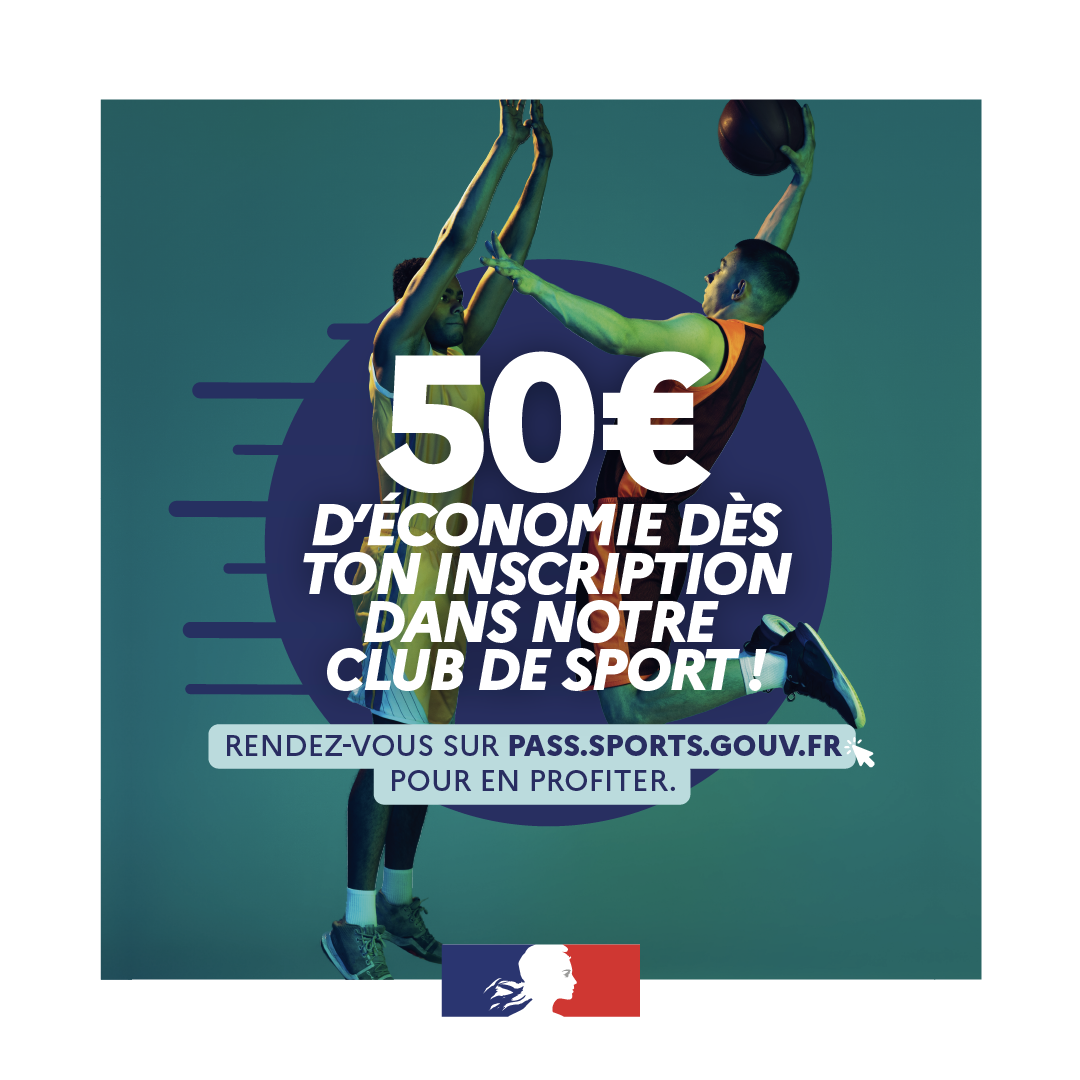 50€
D'ÉCONOMIE DÈS
TON INSCRIPTION
DANS NOTRE
CLUB DE SPORT !
RENDEZ-VOUS SUR PASS.SPORTS.GOUV.FR
POUR EN PROFITER.